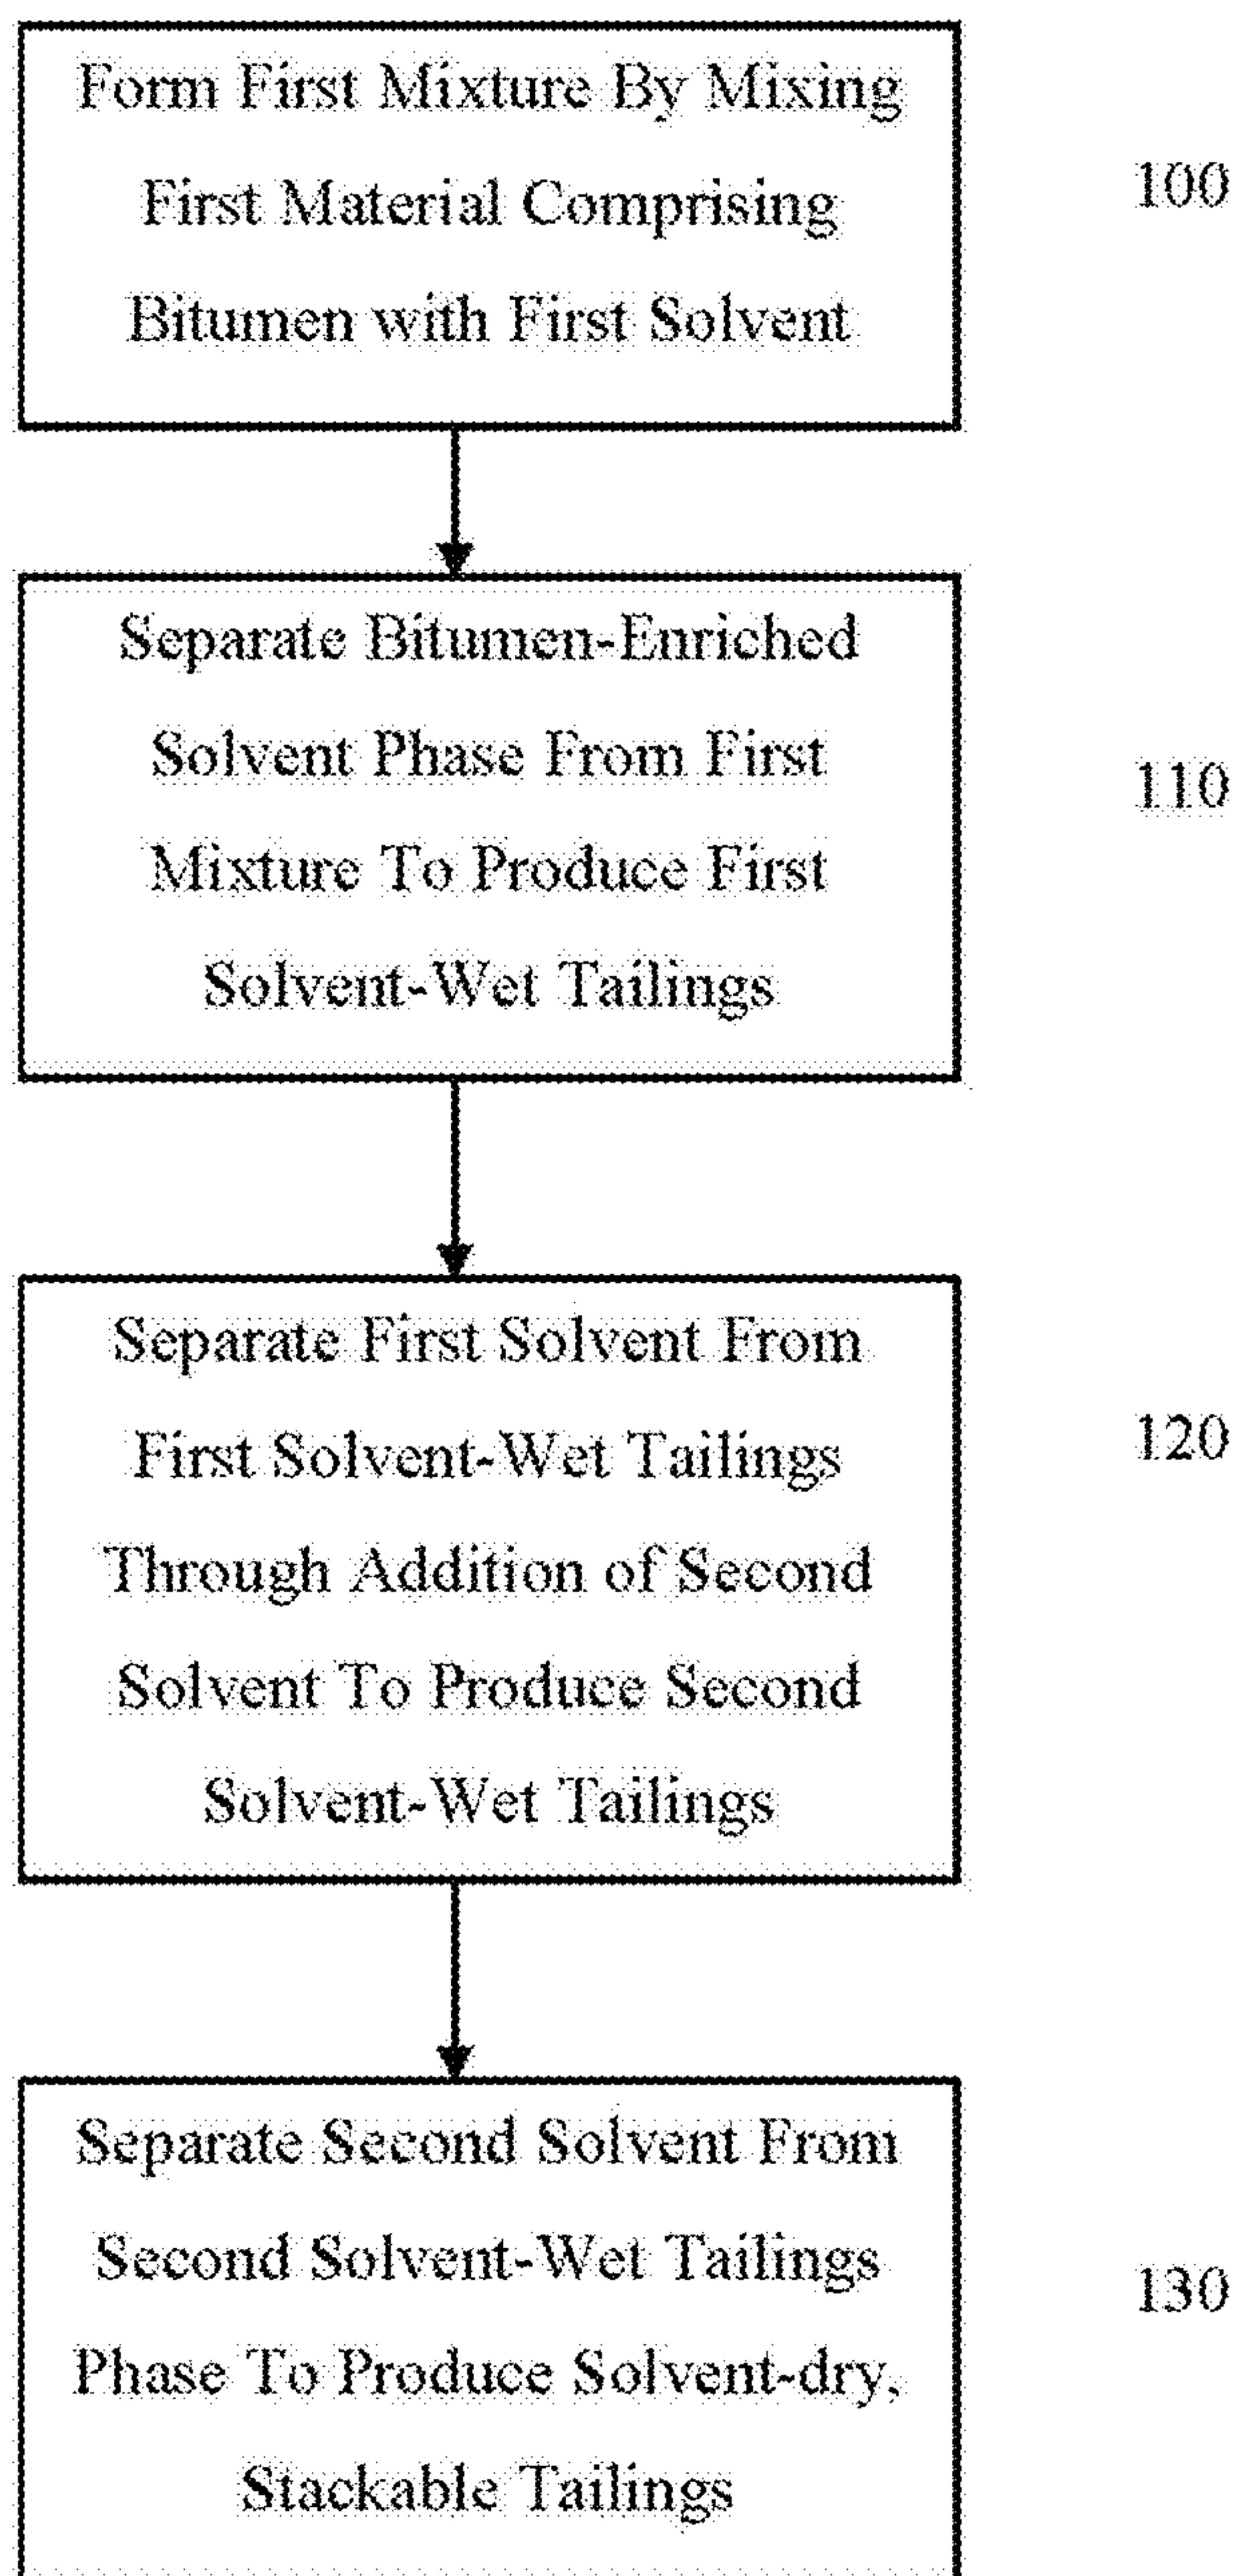 Form First Mixture By Mixing
First Material Comprising
Bitumen with First Solvent
100
Separate Bitumen-Enriched
Solvent Phase From First
Mixture To Produce First
Solvent-Wet Tailings
110
Separate First Solvent From
First Solvent-Wet Tailings
Through Addition of Second
Solvent To Produce Second
Solvent-Wet Tailings
120
Separate Second Solvent From
Second Solvent-Wet Tailings
Phase To Produce Solvent-dry,
Stackable Tailings
130